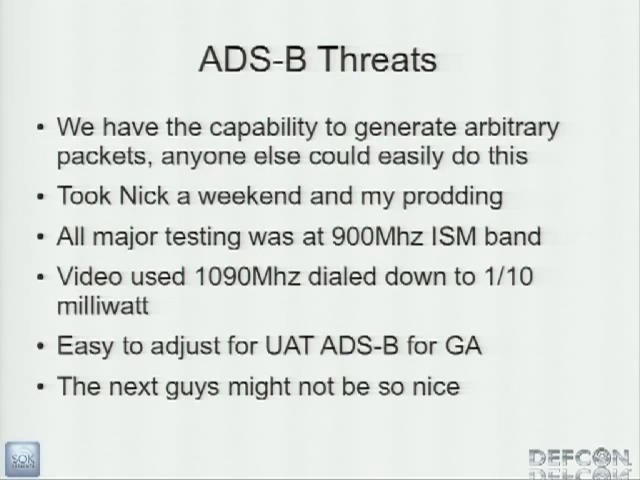 ADS-B Threats
• We have the capability to generate arbitrary
packets, anyone else could easily do this
• Took Nick a weekend and my prodding
• All major testing was at 900Mhz ISM band
• Video used 1090Mhz dialed down to 1/10
milliwatt
• Easy to adjust for UAT ADS-B for GA
• The next guys might not be so nice
SOK
DEFCON.